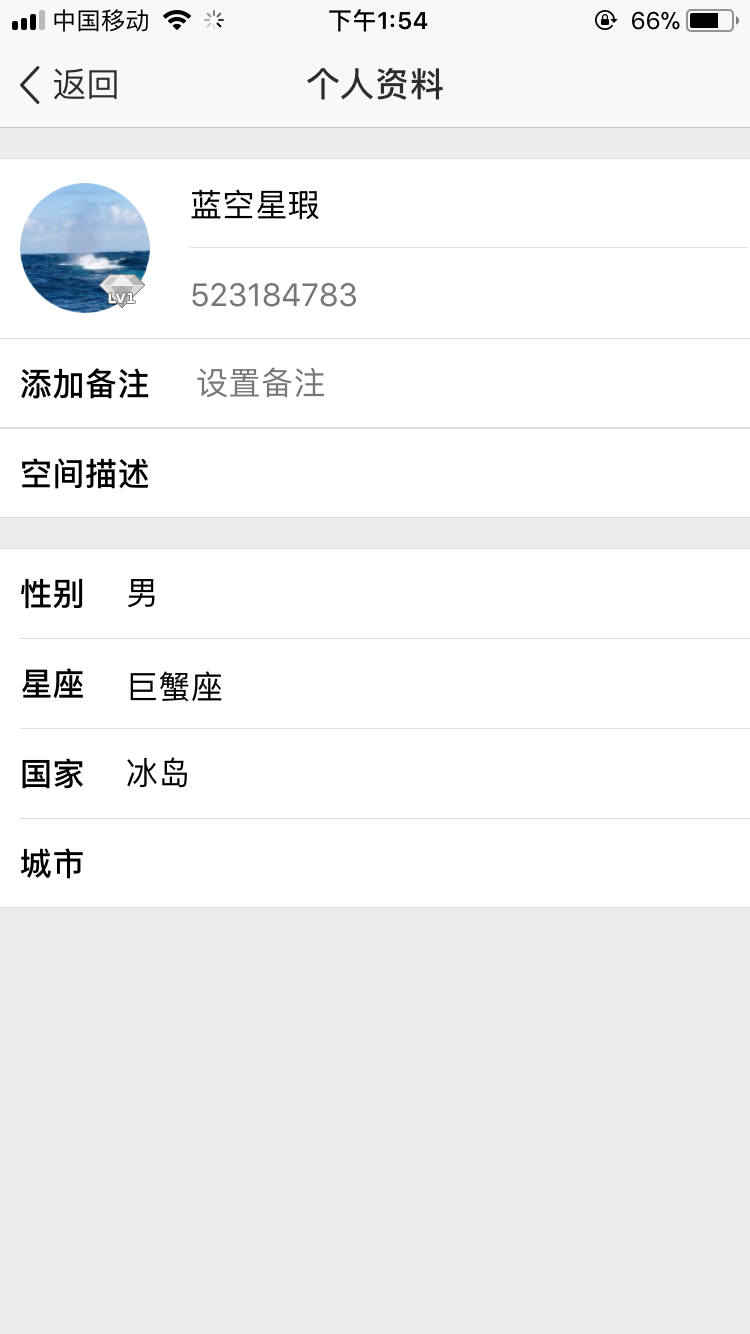 中国移动 下午1:54 66%
返回 个人资料
蓝空星瑕
LV1
523184783
添加备注 设置备注
空间描述
性别 男
星座 巨蟹座
国家 冰岛
城市